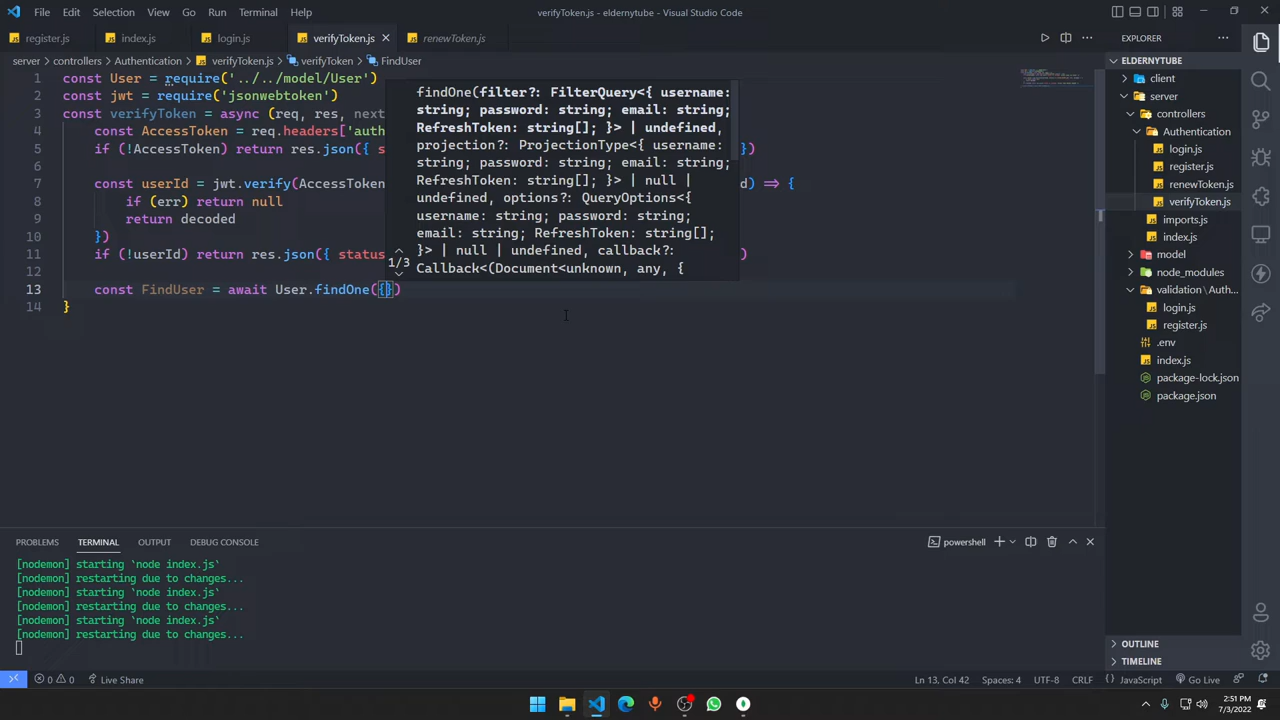 File Edit Selection View Go Run Terminal Help
verifyToken.js - eldernytube - Visual Studio Code
register.js index.js login.js verifyToken.js renewToken.js
EXPLORER
server > controllers > Authentication > verifyToken.js > verifyToken > FindUser
1 const User = require('../../model/User')
2 const jwt = require('jsonwebtoken')
3 const verifyToken = async (req, res, next
4 const AccessToken = req.headers['auth
5 if (!AccessToken) return res.json({ s })
6
7 const userId = jwt.verify(AccessToken d) => {
8 if (err) return null
9 return decoded
10 })
11 if (!userId) return res.json({ status )
12
13 const FindUser = await User.findOne({})
14 }
findOne(filter?: FilterQuery<{ username:
string; password: string; email: string;
RefreshToken: string[]; }> | undefined,
projection?: ProjectionType<{ username:
string; password: string; email: string;
RefreshToken: string[]; }> | null |
undefined, options?: QueryOptions<{
username: string; password: string;
email: string; RefreshToken: string[];
}> | null | undefined, callback?:
Callback<(Document<unknown, any, {
1/3
ELDERNYTUBE
client
server
controllers
Authentication
login.js
register.js
renewToken.js
verifyToken.js
imports.js
index.js
model
node_modules
validation\Auth...
login.js
register.js
.env
index.js
package-lock.json
package.json
OUTLINE
TIMELINE
PROBLEMS TERMINAL OUTPUT DEBUG CONSOLE
powershell
[nodemon] starting `node index.js`
[nodemon] restarting due to changes...
[nodemon] starting `node index.js`
[nodemon] restarting due to changes...
[nodemon] starting `node index.js`
[nodemon] restarting due to changes...
0 0 Live Share
Ln 13, Col 42 Spaces: 4 UTF-8 CRLF JavaScript Go Live
2:51 PM
7/3/2022